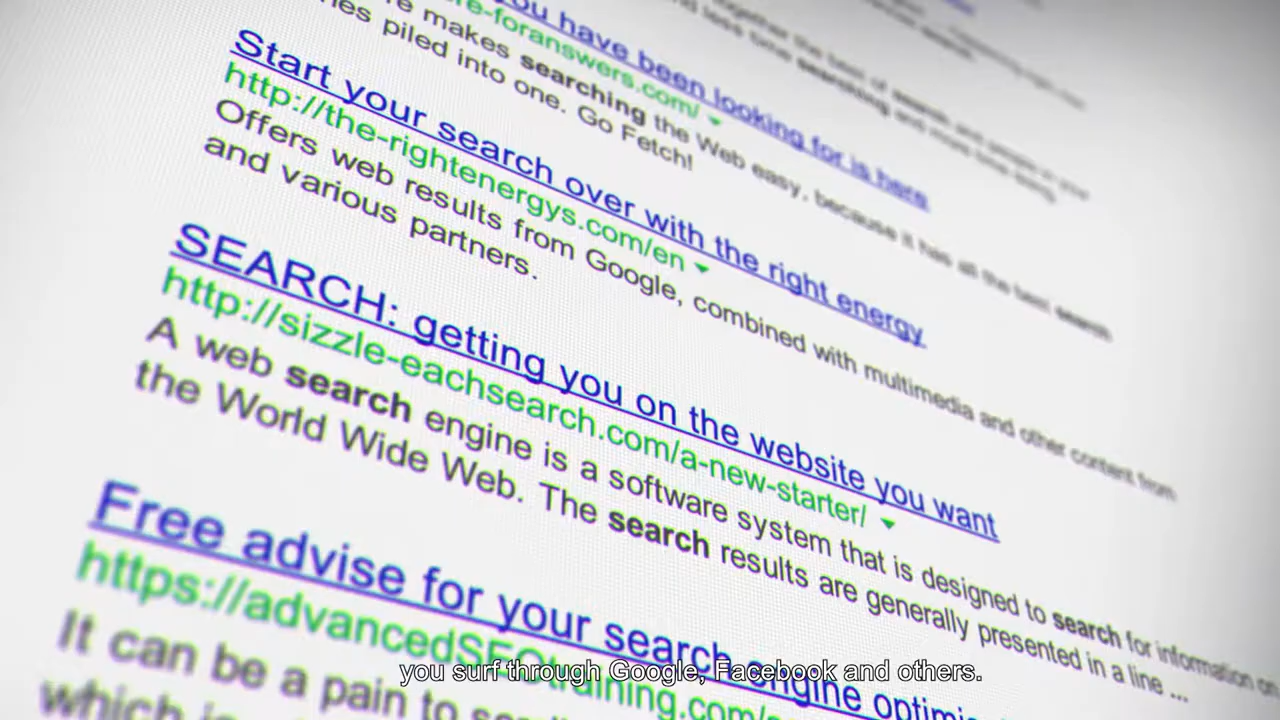 you have been looking for is here
re-foranswers.com/
makes searching the Web easy, because it has all the best search
piled into one. Go Fetch!
Start your search over with the right energy
http://the-rightenergys.com/en
Offers web results from Google, combined with multimedia and other content from
and various partners.
SEARCH: getting you on the website you want
http://sizzle-eachsearch.com/a-new-starter/
A web search engine is a software system that is designed to search for information on
the World Wide Web. The search results are generally presented in a line ...
Free advise for your search engine optimi
https://advancedSEOtraining.com/
It can be a pain to
which is
you surf through Google, Facebook and others.